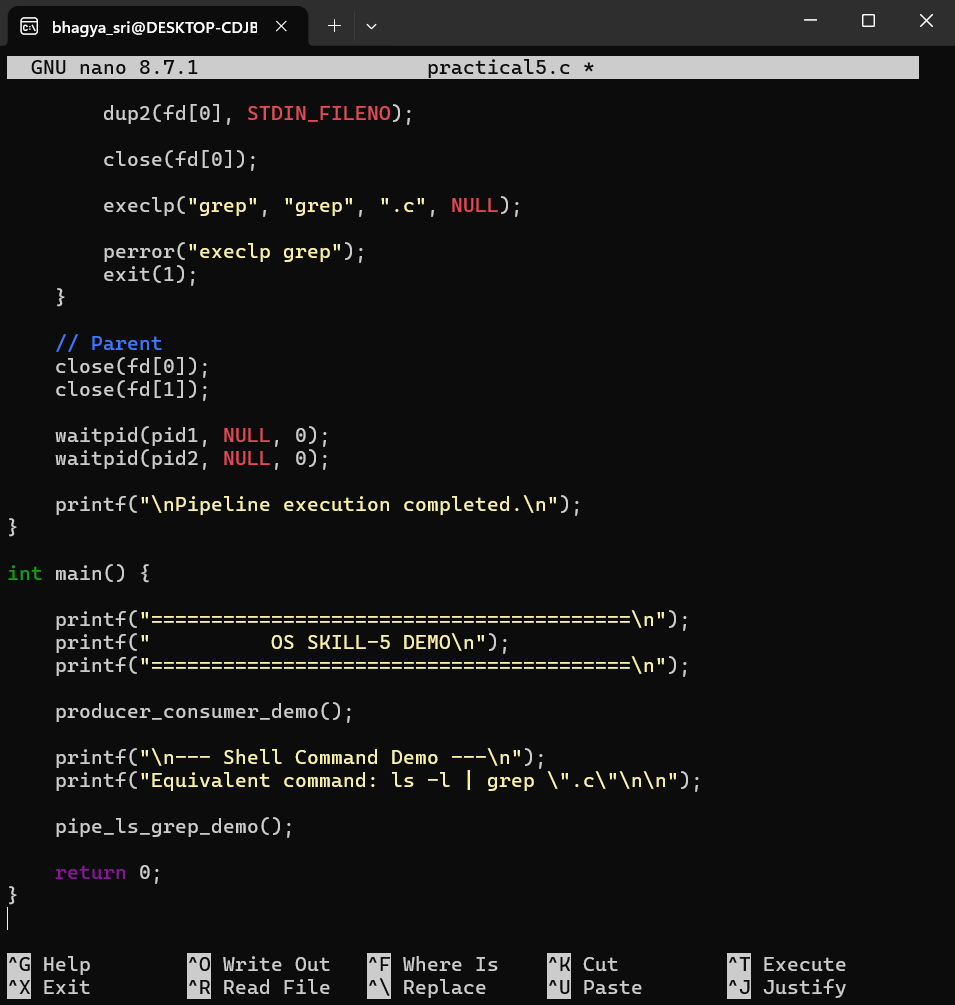 bhagya_sri@DESKTOP-CDJB
GNU nano 8.7.1 practical5.c *
        dup2(fd[0], STDIN_FILENO);
        close(fd[0]);
        execlp("grep", "grep", ".c", NULL);
        perror("execlp grep");
        exit(1);
    }
    // Parent
    close(fd[0]);
    close(fd[1]);
    waitpid(pid1, NULL, 0);
    waitpid(pid2, NULL, 0);
    printf("\nPipeline execution completed.\n");
}
int main() {
    printf("========================================\n");
    printf("          OS SKILL-5 DEMO\n");
    printf("========================================\n");
    producer_consumer_demo();
    printf("\n--- Shell Command Demo ---\n");
    printf("Equivalent command: ls -l | grep \".c\"\n\n");
    pipe_ls_grep_demo();
    return 0;
}
^G Help ^O Write Out ^F Where Is ^K Cut ^T Execute
^X Exit ^R Read File ^\ Replace ^U Paste ^J Justify